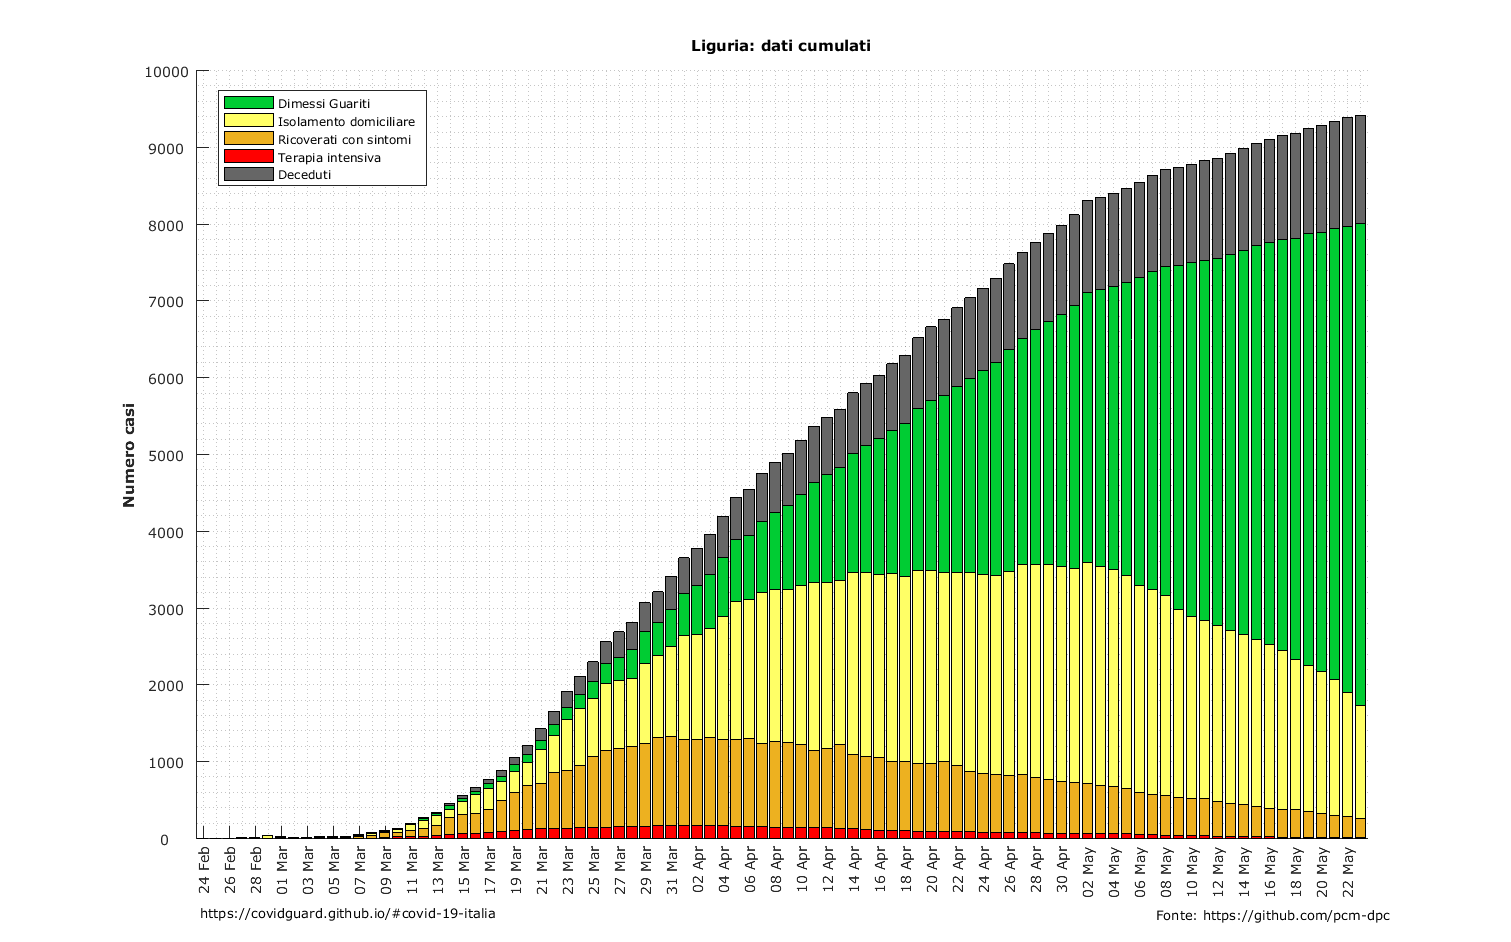 Liguria: dati cumulati
10000
9000
8000
7000
6000
5000
4000
3000
2000
1000
0
Numero casi
Dimessi Guariti
Isolamento domiciliare
Ricoverati con sintomi
Terapia intensiva
Deceduti
24 Feb
26 Feb
28 Feb
01 Mar
03 Mar
05 Mar
07 Mar
09 Mar
11 Mar
13 Mar
15 Mar
17 Mar
19 Mar
21 Mar
23 Mar
25 Mar
27 Mar
29 Mar
31 Mar
02 Apr
04 Apr
06 Apr
08 Apr
10 Apr
12 Apr
14 Apr
16 Apr
18 Apr
20 Apr
22 Apr
24 Apr
26 Apr
28 Apr
30 Apr
02 May
04 May
06 May
08 May
10 May
12 May
14 May
16 May
18 May
20 May
22 May
https://covidguard.github.io/#covid-19-italia
Fonte: https://github.com/pcm-dpc